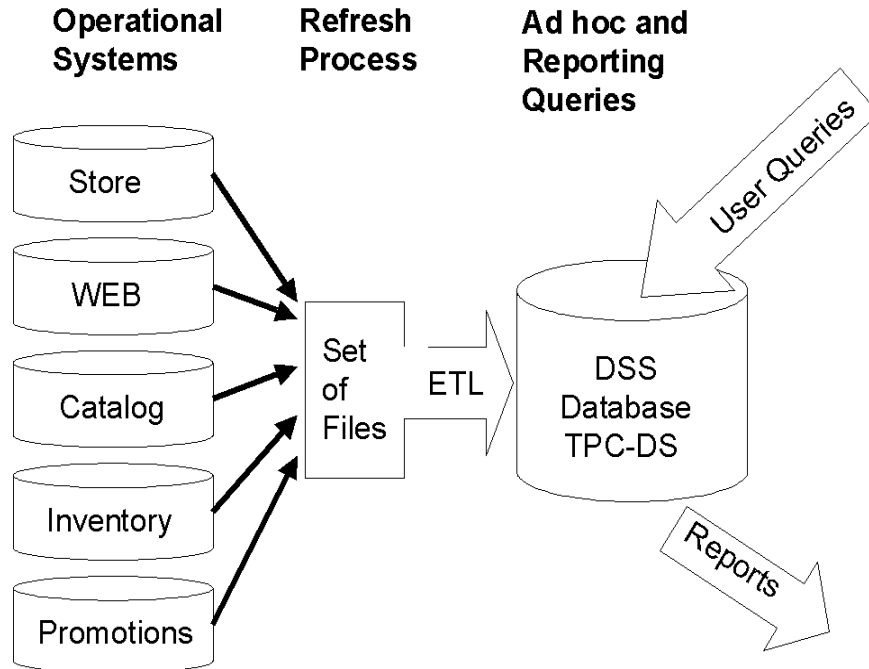 Operational
Systems
Refresh
Process
Ad hoc and
Reporting
Queries
Store
WEB
Catalog
Inventory
Promotions
Set
of
Files
ETL
DSS
Database
TPC-DS
User Queries
Reports